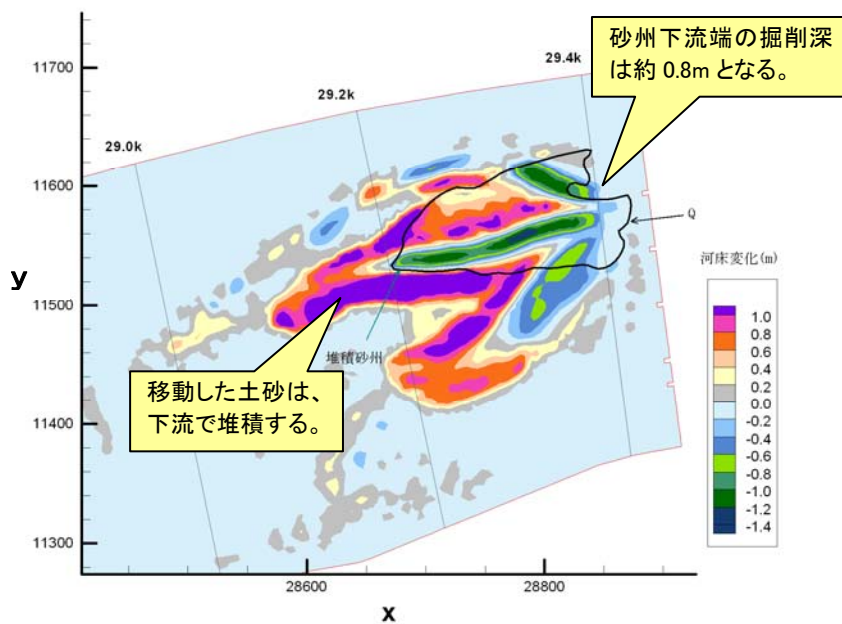 砂州下流端の掘削深
は約 0.8m となる。
29.4k
29.2k
29.0k
11700
11600
11500
11400
11300
y
Q
河床変化(m)
1.0
0.8
0.6
0.4
0.2
0.0
-0.2
-0.4
-0.6
-0.8
-1.0
-1.2
-1.4
堆積砂州
移動した土砂は、
下流で堆積する。
28600
28800
x